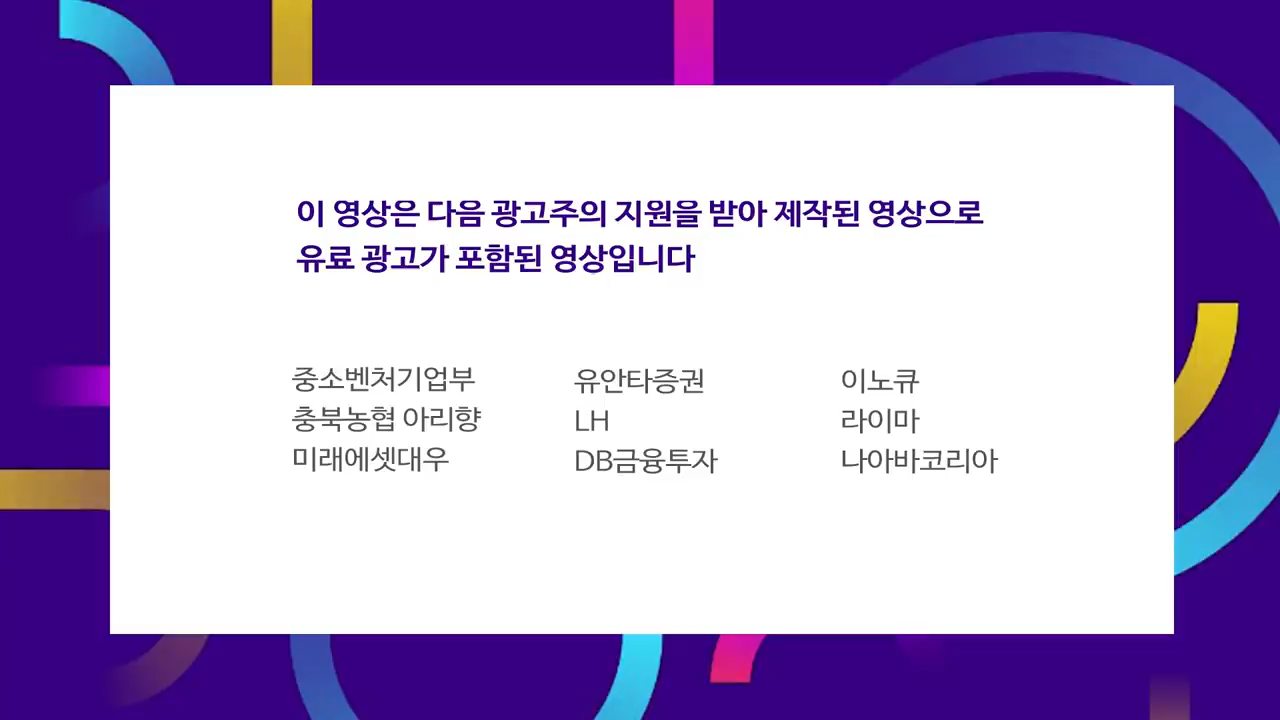 이 영상은 다음 광고주의 지원을 받아 제작된 영상으로
유료 광고가 포함된 영상입니다
중소벤처기업부
충북농협 아리향
미래에셋대우
유안타증권
LH
DB금융투자
이노큐
라이마
나아바코리아